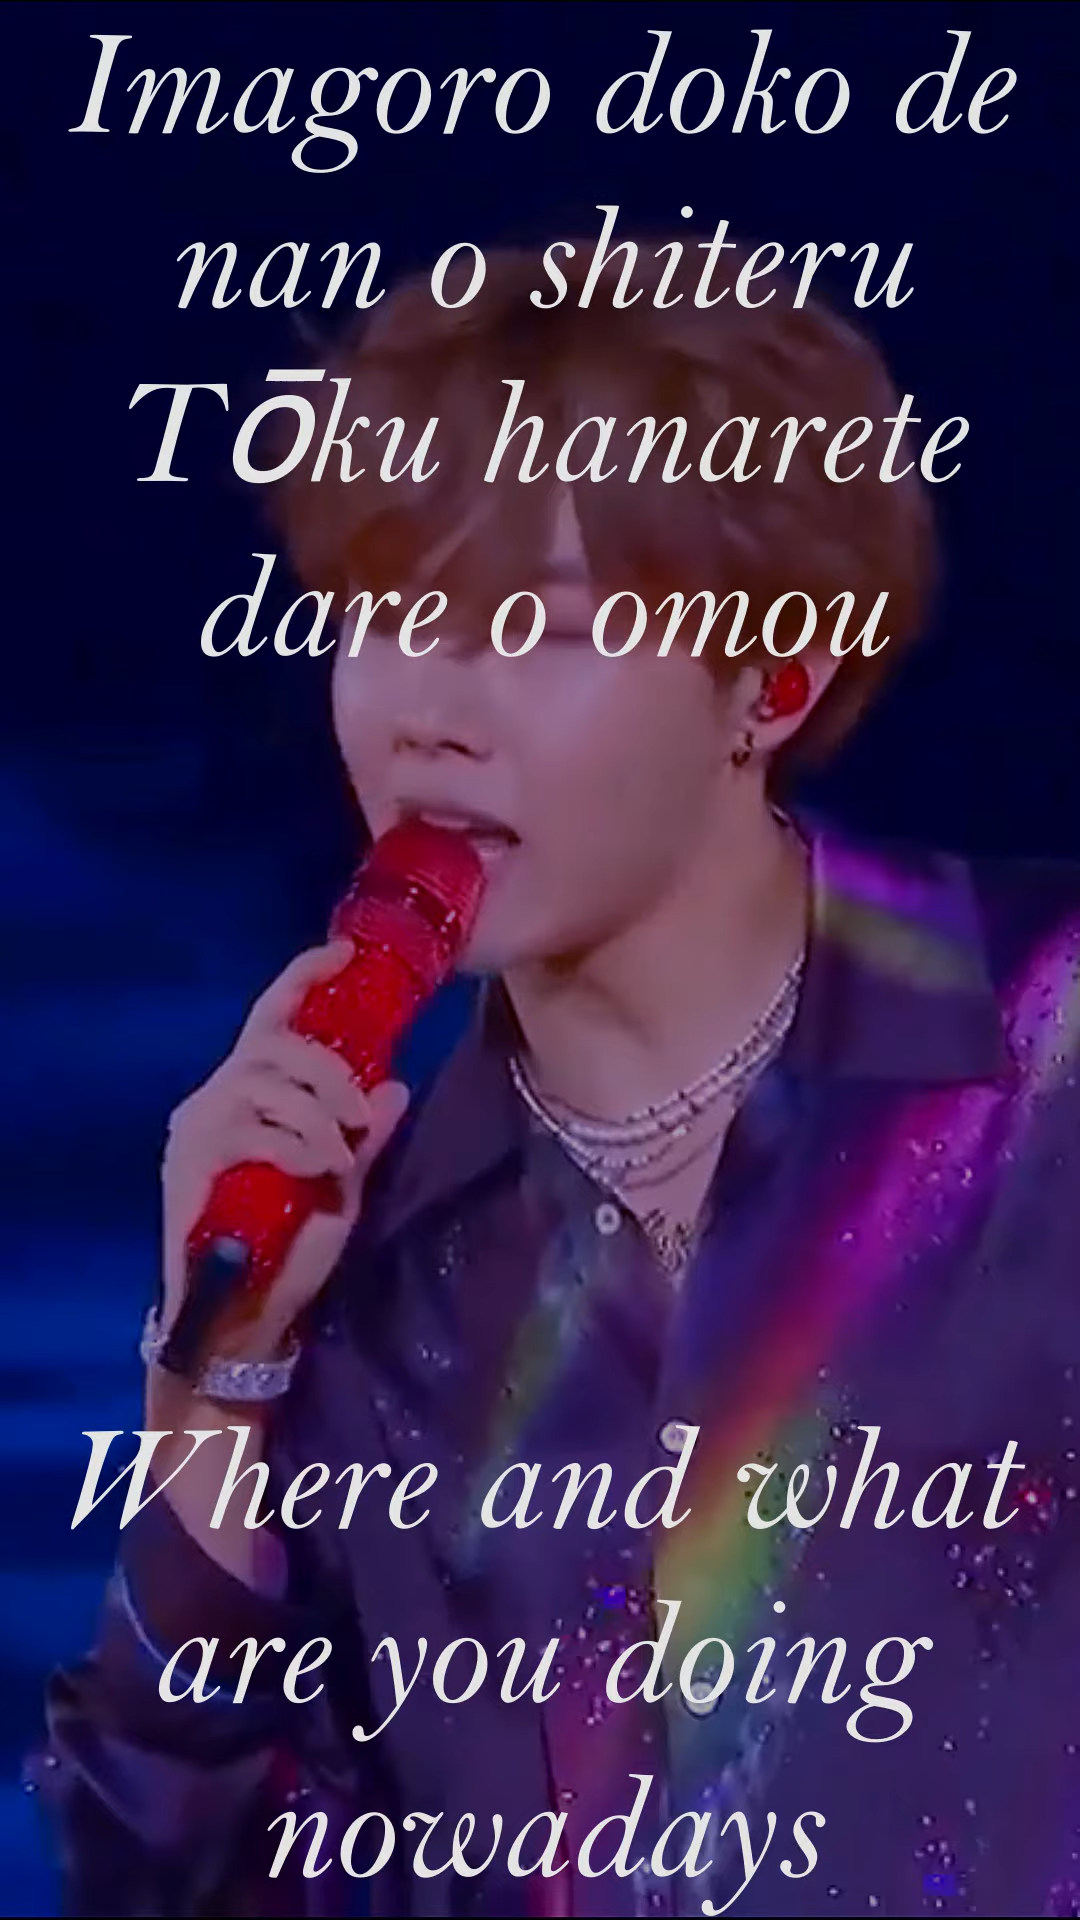 Imagoro doko de
nan o shiteru
Tōku hanarete
dare o omou
Where and what
are you doing
nowadays